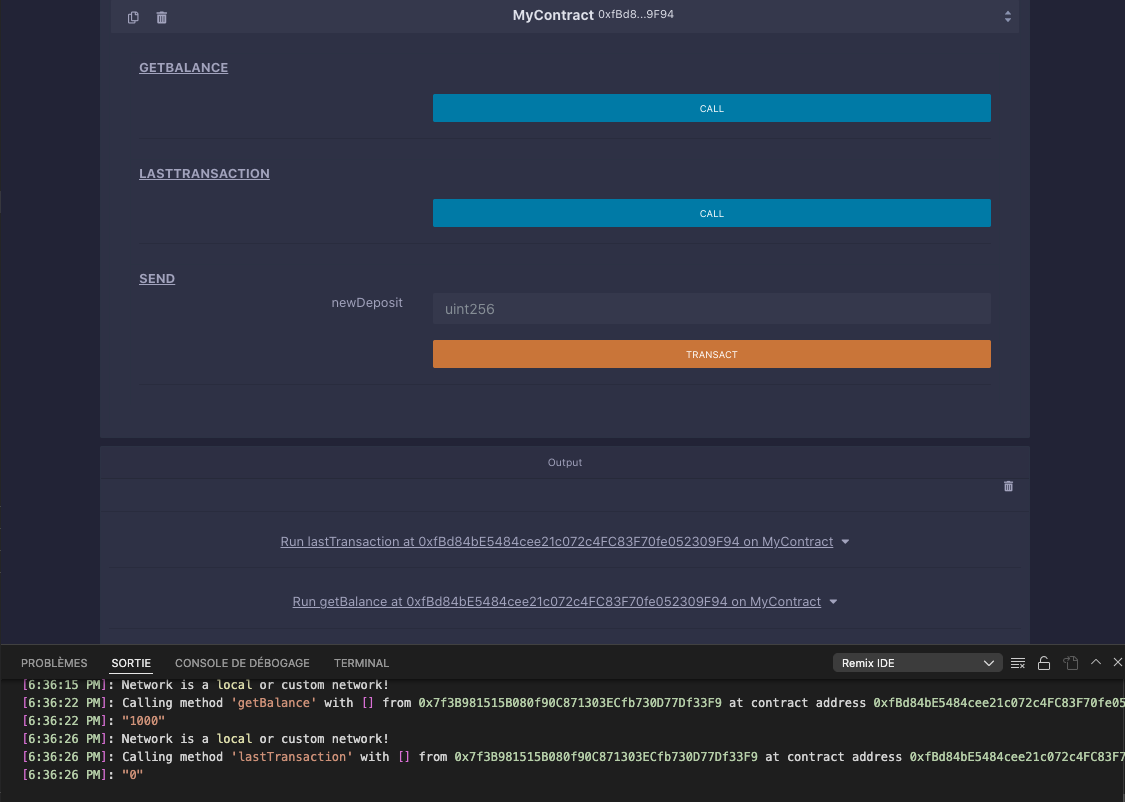 MyContract 0xfBd8...9F94
GETBALANCE
CALL
LASTTRANSACTION
CALL
SEND
newDeposit
uint256
TRANSACT
Output
Run lastTransaction at 0xfBd84bE5484cee21c072c4FC83F70fe052309F94 on MyContract
Run getBalance at 0xfBd84bE5484cee21c072c4FC83F70fe052309F94 on MyContract
PROBLÈMES SORTIE CONSOLE DE DÉBOGAGE TERMINAL Remix IDE
[6:36:15 PM]: Network is a local or custom network!
[6:36:22 PM]: Calling method 'getBalance' with [] from 0x7f3B981515B080f90C871303ECfb730D77Df33F9 at contract address 0xfBd84bE5484cee21c072c4FC83F70fe05
[6:36:22 PM]: "1000"
[6:36:26 PM]: Network is a local or custom network!
[6:36:26 PM]: Calling method 'lastTransaction' with [] from 0x7f3B981515B080f90C871303ECfb730D77Df33F9 at contract address 0xfBd84bE5484cee21c072c4FC83F7
[6:36:26 PM]: "0"